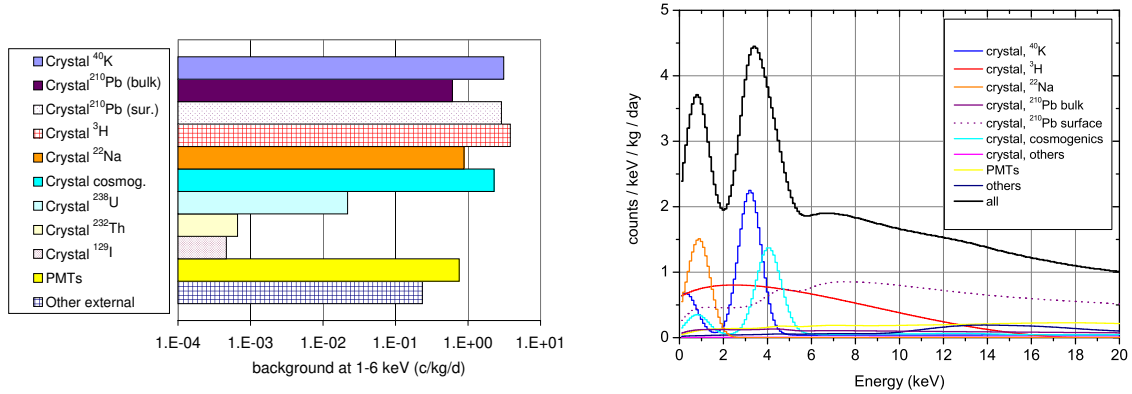 Crystal ⁴⁰K
Crystal²¹⁰Pb (bulk)
Crystal²¹⁰Pb (sur.)
Crystal ³H
Crystal ²²Na
Crystal cosmog.
Crystal ²³⁸U
Crystal ²³²Th
Crystal ¹²⁹I
PMTs
Other external
1.E-04 1.E-03 1.E-02 1.E-01 1.E+00 1.E+01
background at 1-6 keV (c/kg/d)
counts / keV / kg / day
5
4
3
2
1
0
crystal, ⁴⁰K
crystal, ³H
crystal, ²²Na
crystal, ²¹⁰Pb bulk
crystal, ²¹⁰Pb surface
crystal, cosmogenics
crystal, others
PMTs
others
all
0 2 4 6 8 10 12 14 16 18 20
Energy (keV)